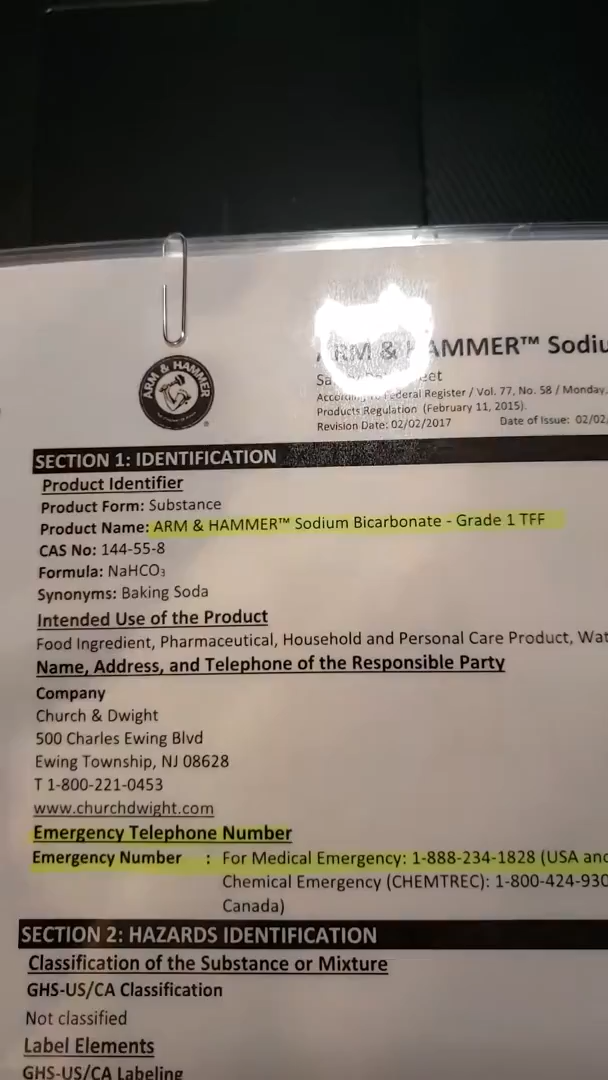 ARM & HAMMER
ARM & HAMMER™ Sodiu
Federal Register / Vol. 77, No. 58 / Monday,
Products Regulation (February 11, 2015).
Revision Date: 02/02/2017 Date of Issue: 02/02/
SECTION 1: IDENTIFICATION
Product Identifier
Product Form: Substance
Product Name: ARM & HAMMER™ Sodium Bicarbonate - Grade 1 TFF
CAS No: 144-55-8
Formula: NaHCO₃
Synonyms: Baking Soda
Intended Use of the Product
Food Ingredient, Pharmaceutical, Household and Personal Care Product, Wat
Name, Address, and Telephone of the Responsible Party
Company
Church & Dwight
500 Charles Ewing Blvd
Ewing Township, NJ 08628
T 1-800-221-0453
www.churchdwight.com
Emergency Telephone Number
Emergency Number : For Medical Emergency: 1-888-234-1828 (USA and
Chemical Emergency (CHEMTREC): 1-800-424-930
Canada)
SECTION 2: HAZARDS IDENTIFICATION
Classification of the Substance or Mixture
GHS-US/CA Classification
Not classified
Label Elements
GHS-US/CA Labeling